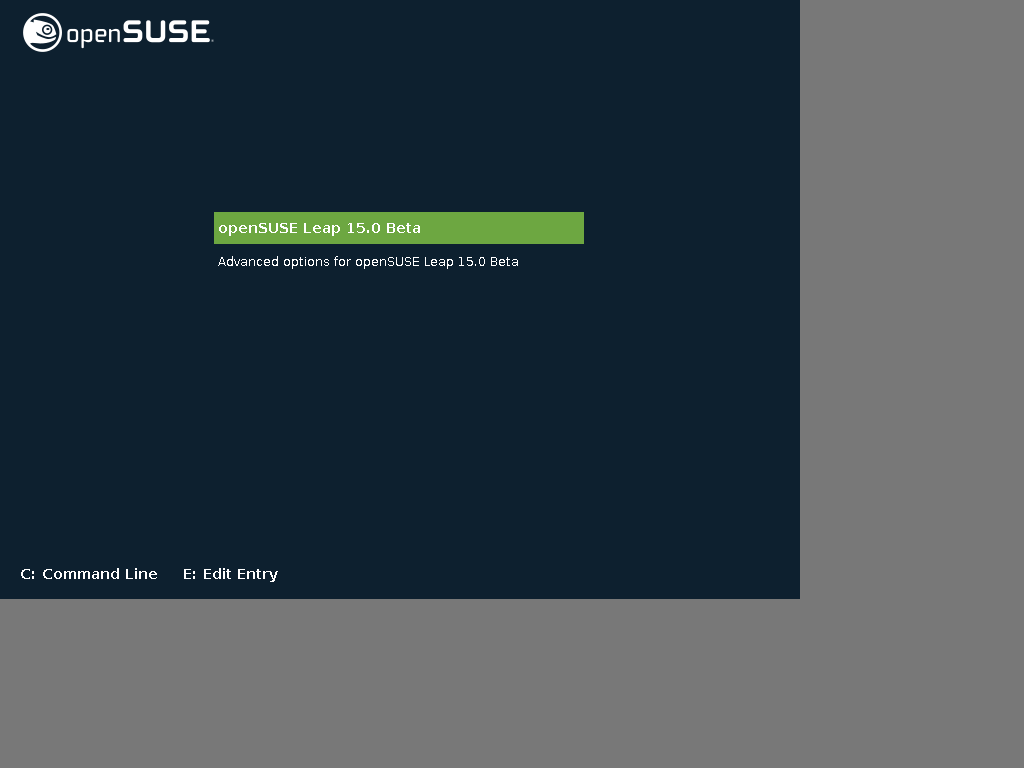 openSUSE.
openSUSE Leap 15.0 Beta
Advanced options for openSUSE Leap 15.0 Beta
C: Command Line E: Edit Entry